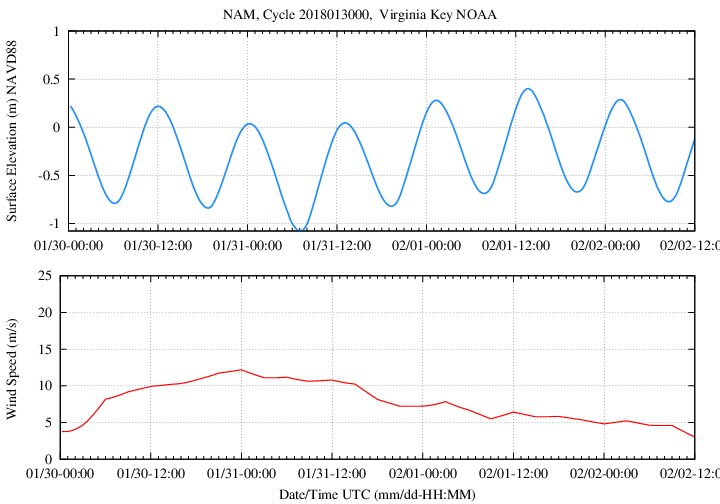 NAM, Cycle 2018013000,  Virginia Key NOAA
Surface Elevation (m) NAVD88
1
0.5
0
-0.5
-1
01/30-00:00 01/30-12:00 01/31-00:00 01/31-12:00 02/01-00:00 02/01-12:00 02/02-00:00 02/02-12:0
Wind Speed (m/s)
25
20
15
10
5
0
01/30-00:00 01/30-12:00 01/31-00:00 01/31-12:00 02/01-00:00 02/01-12:00 02/02-00:00 02/02-12:0
Date/Time UTC (mm/dd-HH:MM)